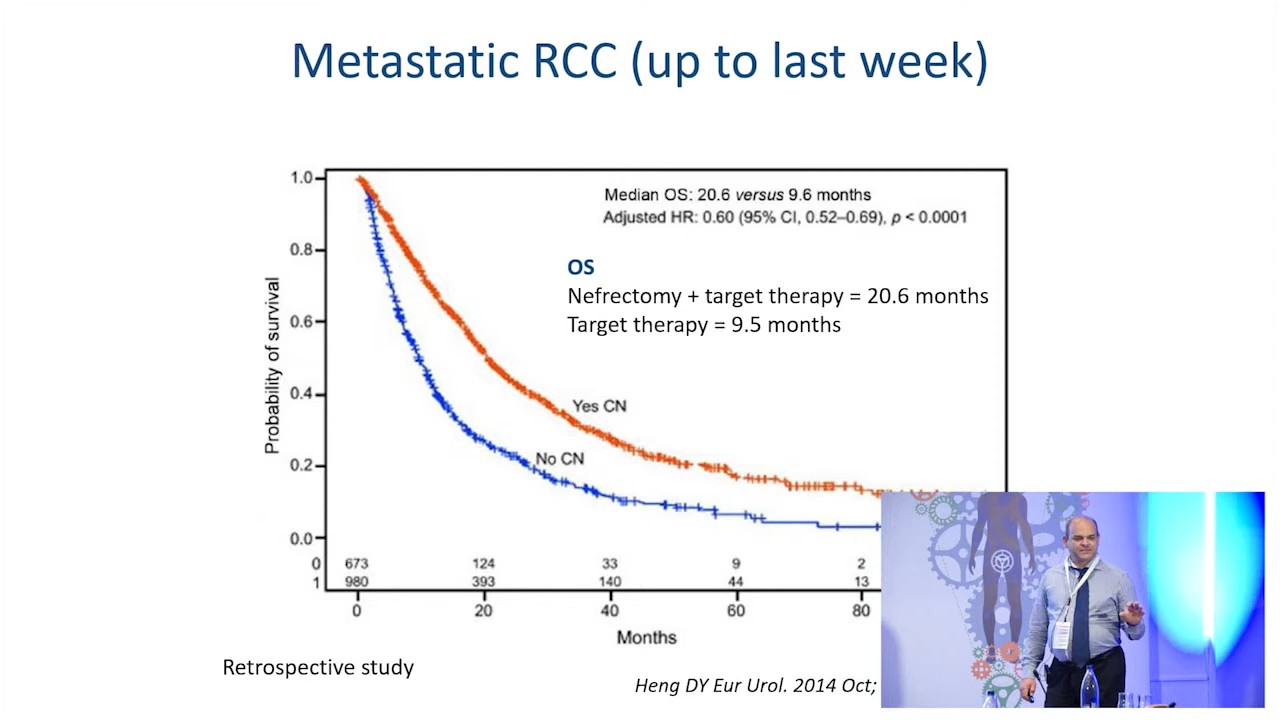 Metastatic RCC (up to last week)
Median OS: 20.6 versus 9.6 months
Adjusted HR: 0.60 (95% CI, 0.52–0.69), p < 0.0001
OS
Nefrectomy + target therapy = 20.6 months
Target therapy = 9.5 months
Probability of survival
1.0
0.8
0.6
0.4
0.2
0.0
Yes CN
No CN
0 673 124 33 9 2
1 980 393 140 44 13
0 20 40 60 80
Months
Retrospective study
Heng DY Eur Urol. 2014 Oct;